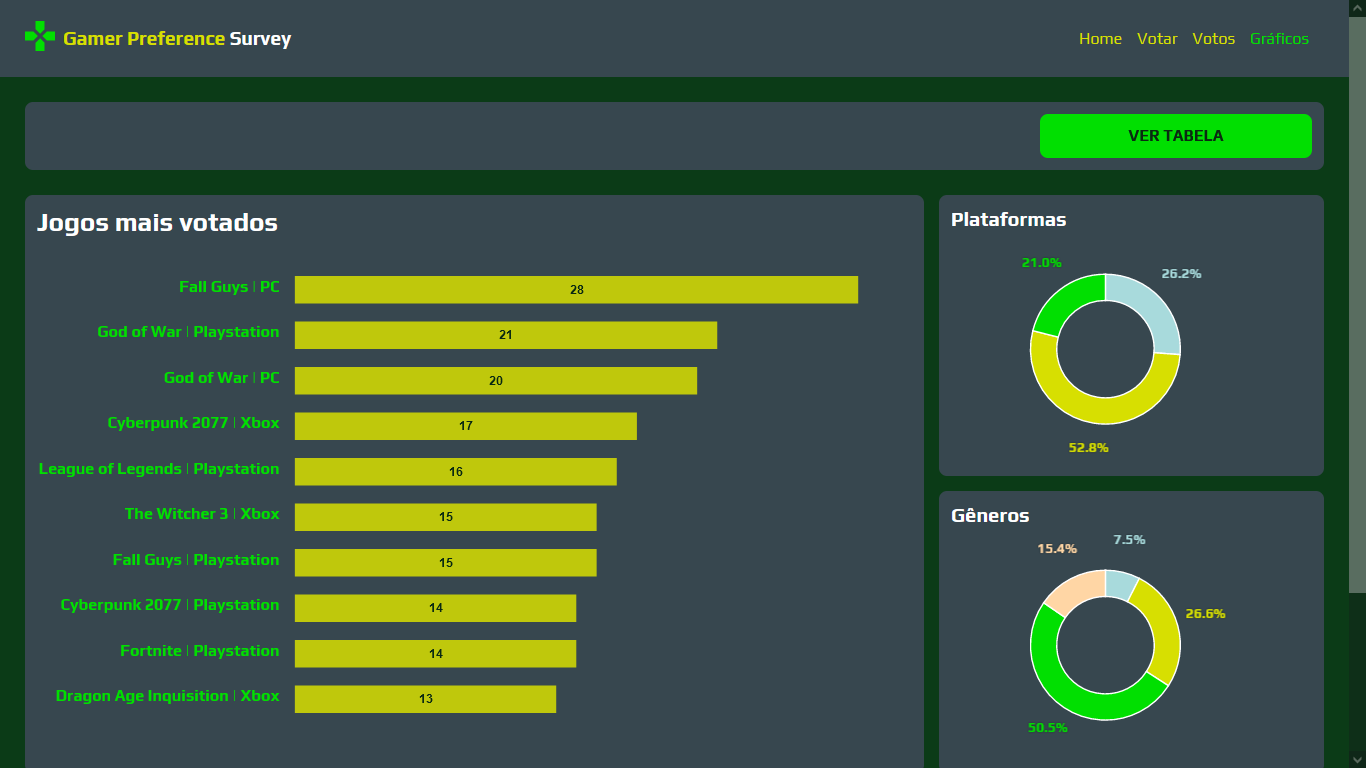 Gamer Preference Survey
Home Votar Votos Gráficos
VER TABELA
Jogos mais votados
Fall Guys | PC 28
God of War | Playstation 21
God of War | PC 20
Cyberpunk 2077 | Xbox 17
League of Legends | Playstation 16
The Witcher 3 | Xbox 15
Fall Guys | Playstation 15
Cyberpunk 2077 | Playstation 14
Fortnite | Playstation 14
Dragon Age Inquisition | Xbox 13
Plataformas
21.0%
26.2%
52.8%
Gêneros
7.5%
15.4%
26.6%
50.5%